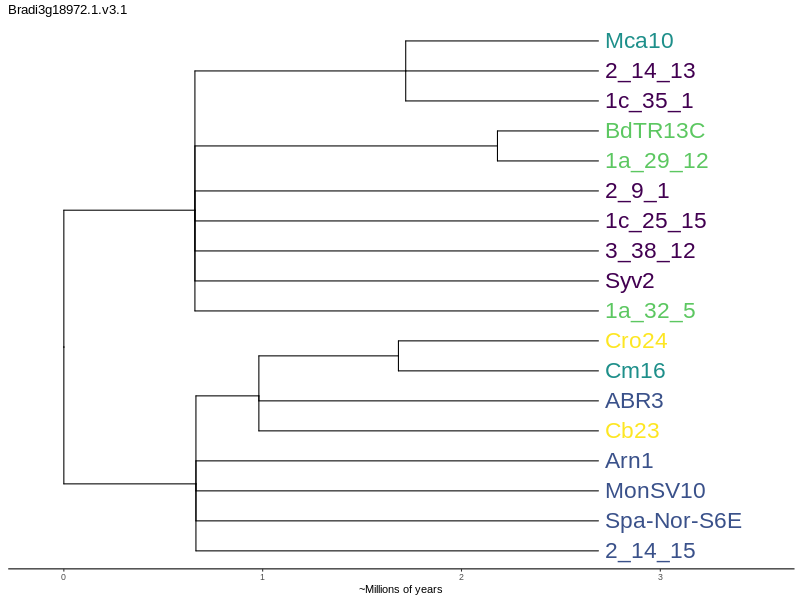 Bradi3g18972.1.v3.1
Mca10
2_14_13
1c_35_1
BdTR13C
1a_29_12
2_9_1
1c_25_15
3_38_12
Syv2
1a_32_5
Cro24
Cm16
ABR3
Cb23
Arn1
MonSV10
Spa-Nor-S6E
2_14_15
0 1 2 3
~Millions of years